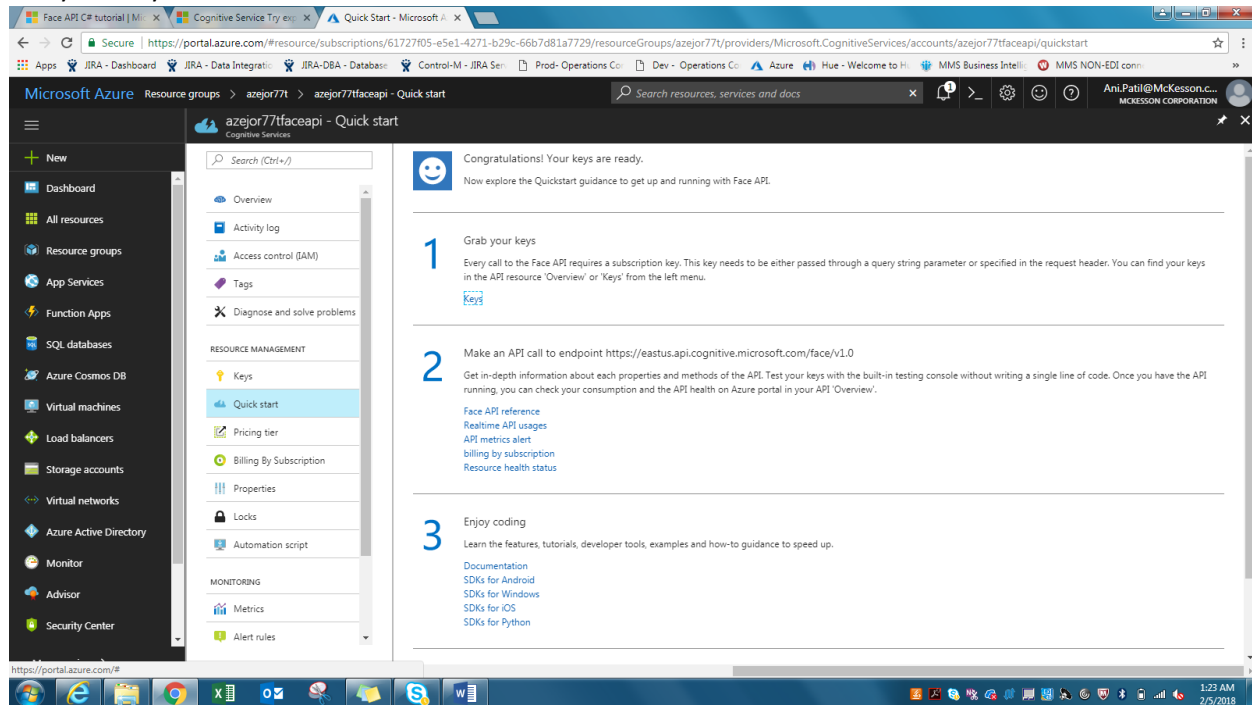 Face API C# tutorial | Mic
Cognitive Service Try exp
Quick Start - Microsoft A
Secure | https://portal.azure.com/#resource/subscriptions/61727f05-e5e1-4271-b29c-66b7d81a7729/resourceGroups/azejor77t/providers/Microsoft.CognitiveServices/accounts/azejor77tfaceapi/quickstart
Apps JIRA - Dashboard JIRA - Data Integratio JIRA-DBA - Database Control-M - JIRA Serv Prod- Operations Co Dev - Operations Co Azure Hue - Welcome to Hu MMS Business Intellig MMS NON-EDI conn »
Microsoft Azure Resource groups > azejor77t > azejor77tfaceapi - Quick start
Search resources, services and docs
1
Ani.Patil@McKesson.c...
MCKESSON CORPORATION
azejor77tfaceapi - Quick start
Cognitive Services
New
Dashboard
All resources
Resource groups
App Services
Function Apps
SQL databases
Azure Cosmos DB
Virtual machines
Load balancers
Storage accounts
Virtual networks
Azure Active Directory
Monitor
Advisor
Security Center
Search (Ctrl+/)
Overview
Activity log
Access control (IAM)
Tags
Diagnose and solve problems
RESOURCE MANAGEMENT
Keys
Quick start
Pricing tier
Billing By Subscription
Properties
Locks
Automation script
MONITORING
Metrics
Alert rules
Congratulations! Your keys are ready.
Now explore the Quickstart guidance to get up and running with Face API.
1
Grab your keys
Every call to the Face API requires a subscription key. This key needs to be either passed through a query string parameter or specified in the request header. You can find your keys
in the API resource 'Overview' or 'Keys' from the left menu.
Keys
2
Make an API call to endpoint https://eastus.api.cognitive.microsoft.com/face/v1.0
Get in-depth information about each properties and methods of the API. Test your keys with the built-in testing console without writing a single line of code. Once you have the API
running, you can check your consumption and the API health on Azure portal in your API 'Overview'.
Face API reference
Realtime API usages
API metrics alert
billing by subscription
Resource health status
3
Enjoy coding
Learn the features, tutorials, developer tools, examples and how-to guidance to speed up.
Documentation
SDKs for Android
SDKs for Windows
SDKs for iOS
SDKs for Python
https://portal.azure.com/#
1:23 AM
2/5/2018